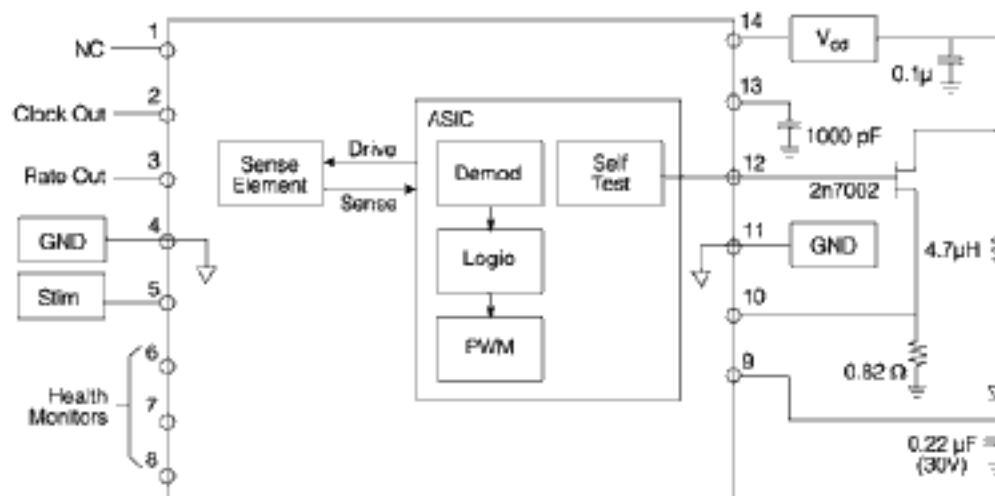 1
NC
2
Clock Out
3
Rate Out
4
GND
5
Stim
6
7
8
Health
Monitors
Sense
Element
Drive
Sense
ASIC
Demod
Logic
PWM
Self
Test
14
Vdd
0.1µ
13
1000 pF
12
2n7002
11
GND
4.7µH
10
0.82 Ω
9
0.22 µF
(30V)